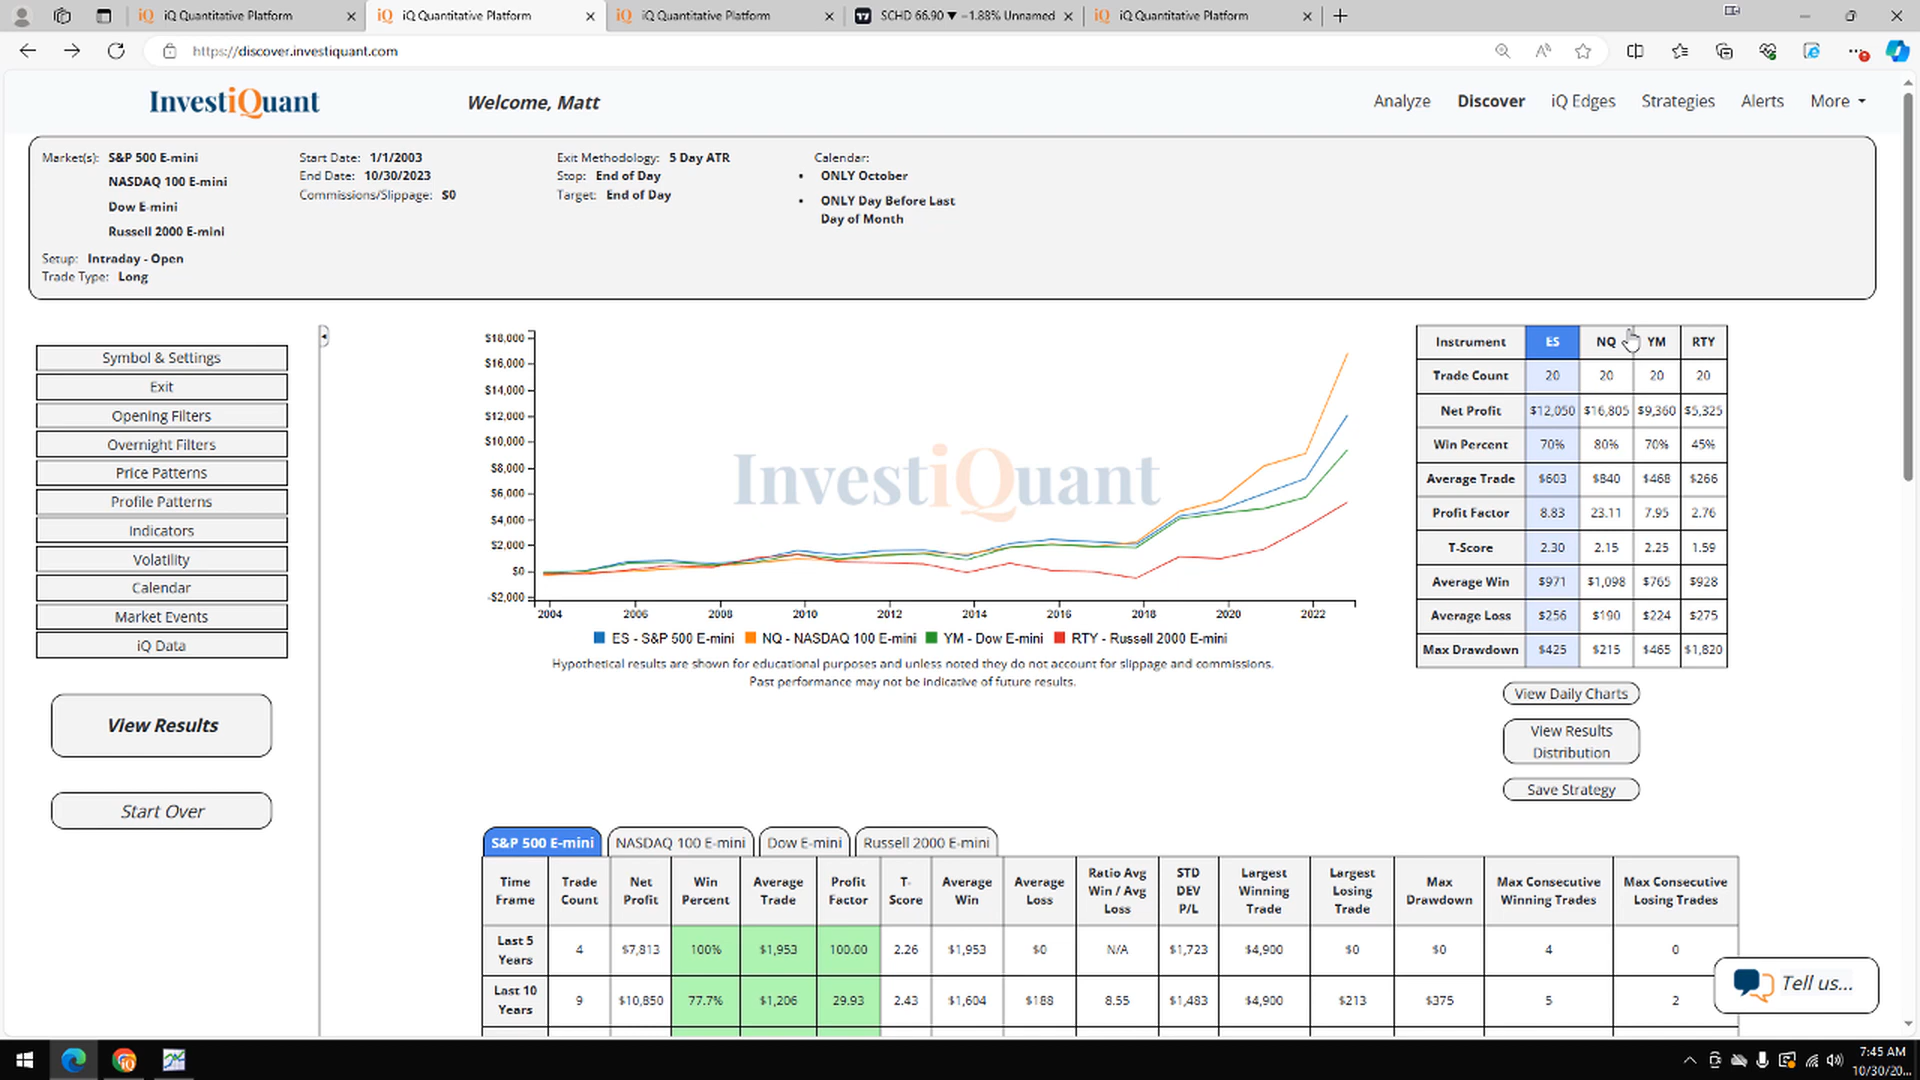 iQ Quantitative Platform
iQ Quantitative Platform
iQ Quantitative Platform
SCHD 66.90 ▼ −1.88% Unnamed
iQ Quantitative Platform
https://discover.investiquant.com
InvestiQuant
Welcome, Matt
Analyze
Discover
iQ Edges
Strategies
Alerts
More
Market(s): S&P 500 E-mini
NASDAQ 100 E-mini
Dow E-mini
Russell 2000 E-mini
Setup: Intraday - Open
Trade Type: Long
Start Date: 1/1/2003
End Date: 10/30/2023
Commissions/Slippage: $0
Exit Methodology: 5 Day ATR
Stop: End of Day
Target: End of Day
Calendar:
• ONLY October
• ONLY Day Before Last
Day of Month
Symbol & Settings
Exit
Opening Filters
Overnight Filters
Price Patterns
Profile Patterns
Indicators
Volatility
Calendar
Market Events
iQ Data
View Results
Start Over
$18,000
$16,000
$14,000
$12,000
$10,000
$8,000
$6,000
$4,000
$2,000
$0
-$2,000
InvestiQuant
2004 2006 2008 2010 2012 2014 2016 2018 2020 2022
ES - S&P 500 E-mini NQ - NASDAQ 100 E-mini YM - Dow E-mini RTY - Russell 2000 E-mini
Hypothetical results are shown for educational purposes and unless noted they do not account for slippage and commissions.
Past performance may not be indicative of future results.
Instrument ES NQ YM RTY
Trade Count 20 20 20 20
Net Profit $12,050 $16,805 $9,360 $5,325
Win Percent 70% 80% 70% 45%
Average Trade $603 $840 $468 $266
Profit Factor 8.83 23.11 7.95 2.76
T-Score 2.30 2.15 2.25 1.59
Average Win $971 $1,098 $765 $928
Average Loss $256 $190 $224 $275
Max Drawdown $425 $215 $465 $1,820
View Daily Charts
View Results
Distribution
Save Strategy
S&P 500 E-mini NASDAQ 100 E-mini Dow E-mini Russell 2000 E-mini
Time Frame Trade Count Net Profit Win Percent Average Trade Profit Factor T-Score Average Win Average Loss Ratio Avg Win / Avg Loss STD DEV P/L Largest Winning Trade Largest Losing Trade Max Drawdown Max Consecutive Winning Trades Max Consecutive Losing Trades
Last 5 Years 4 $7,813 100% $1,953 100.00 2.26 $1,953 $0 N/A $1,723 $4,900 $0 $0 4 0
Last 10 Years 9 $10,850 77.7% $1,206 29.93 2.43 $1,604 $188 8.55 $1,483 $4,900 $213 $375 5 2
Tell us...
7:45 AM
10/30/20...